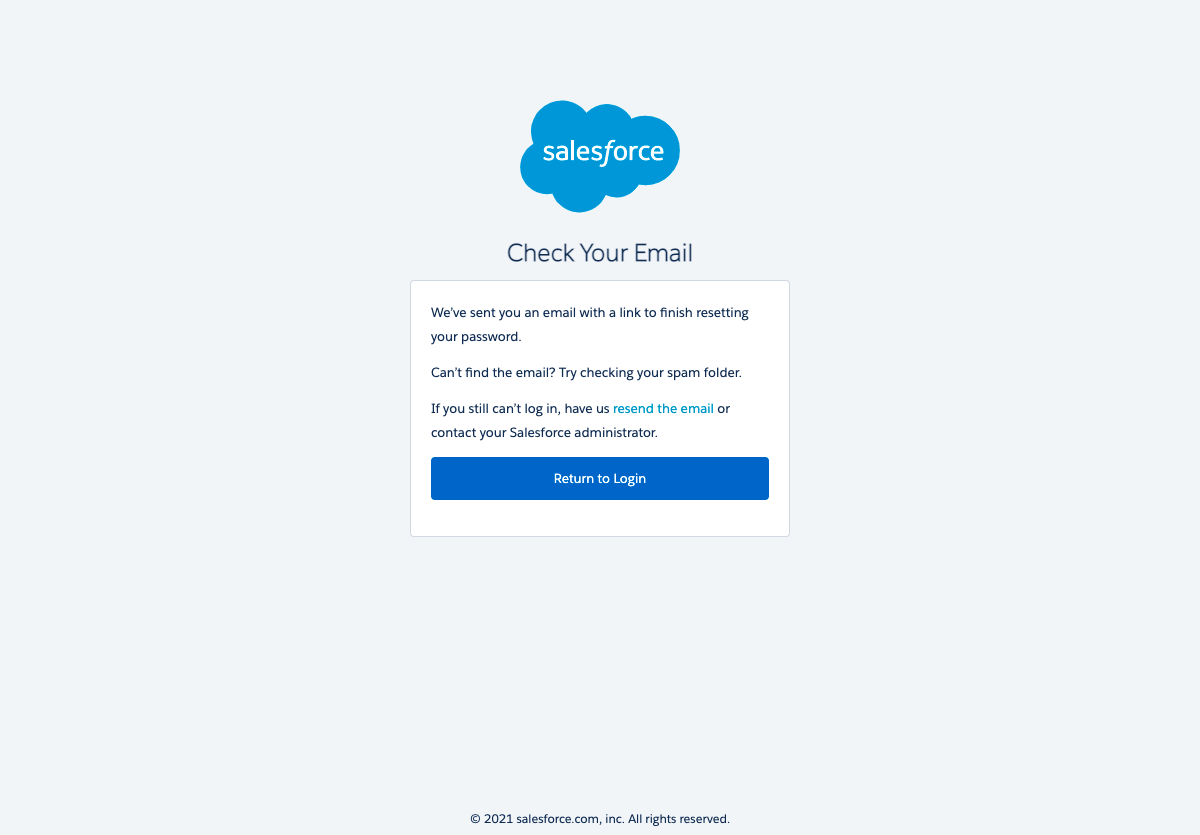 salesforce
Check Your Email
We’ve sent you an email with a link to finish resetting
your password.
Can’t find the email? Try checking your spam folder.
If you still can’t log in, have us resend the email or
contact your Salesforce administrator.
Return to Login
© 2021 salesforce.com, inc. All rights reserved.